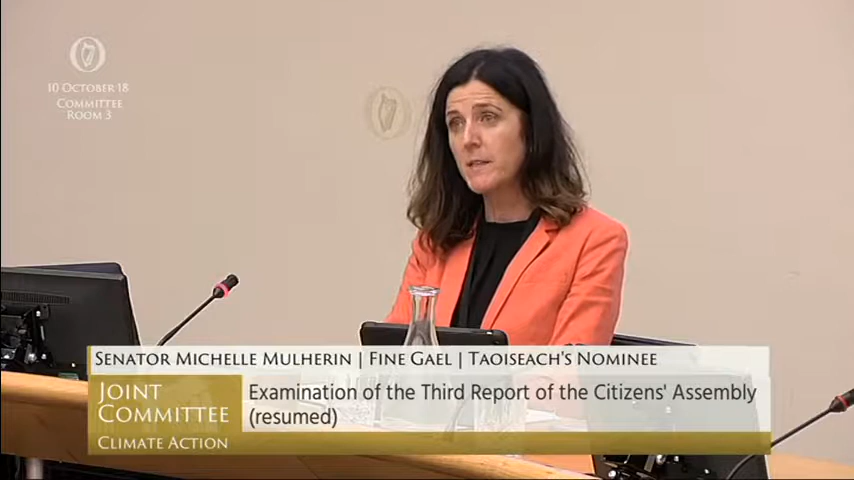 10 October 18
Committee
Room 3
Senator Michelle Mulherin | Fine Gael | Taoiseach's Nominee
Joint
Committee
Climate Action
Examination of the Third Report of the Citizens' Assembly
(resumed)